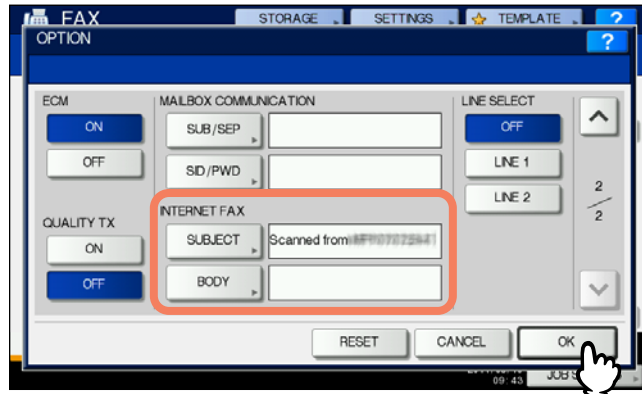 FAX STORAGE SETTINGS TEMPLATE ?
OPTION ?
ECM MAILBOX COMMUNICATION LINE SELECT
ON SUB/SEP OFF
OFF SID/PWD LINE 1
LINE 2
2
2
INTERNET FAX
QUALITY TX
SUBJECT Scanned from
ON
BODY
OFF
RESET CANCEL OK
09:43 JOB S